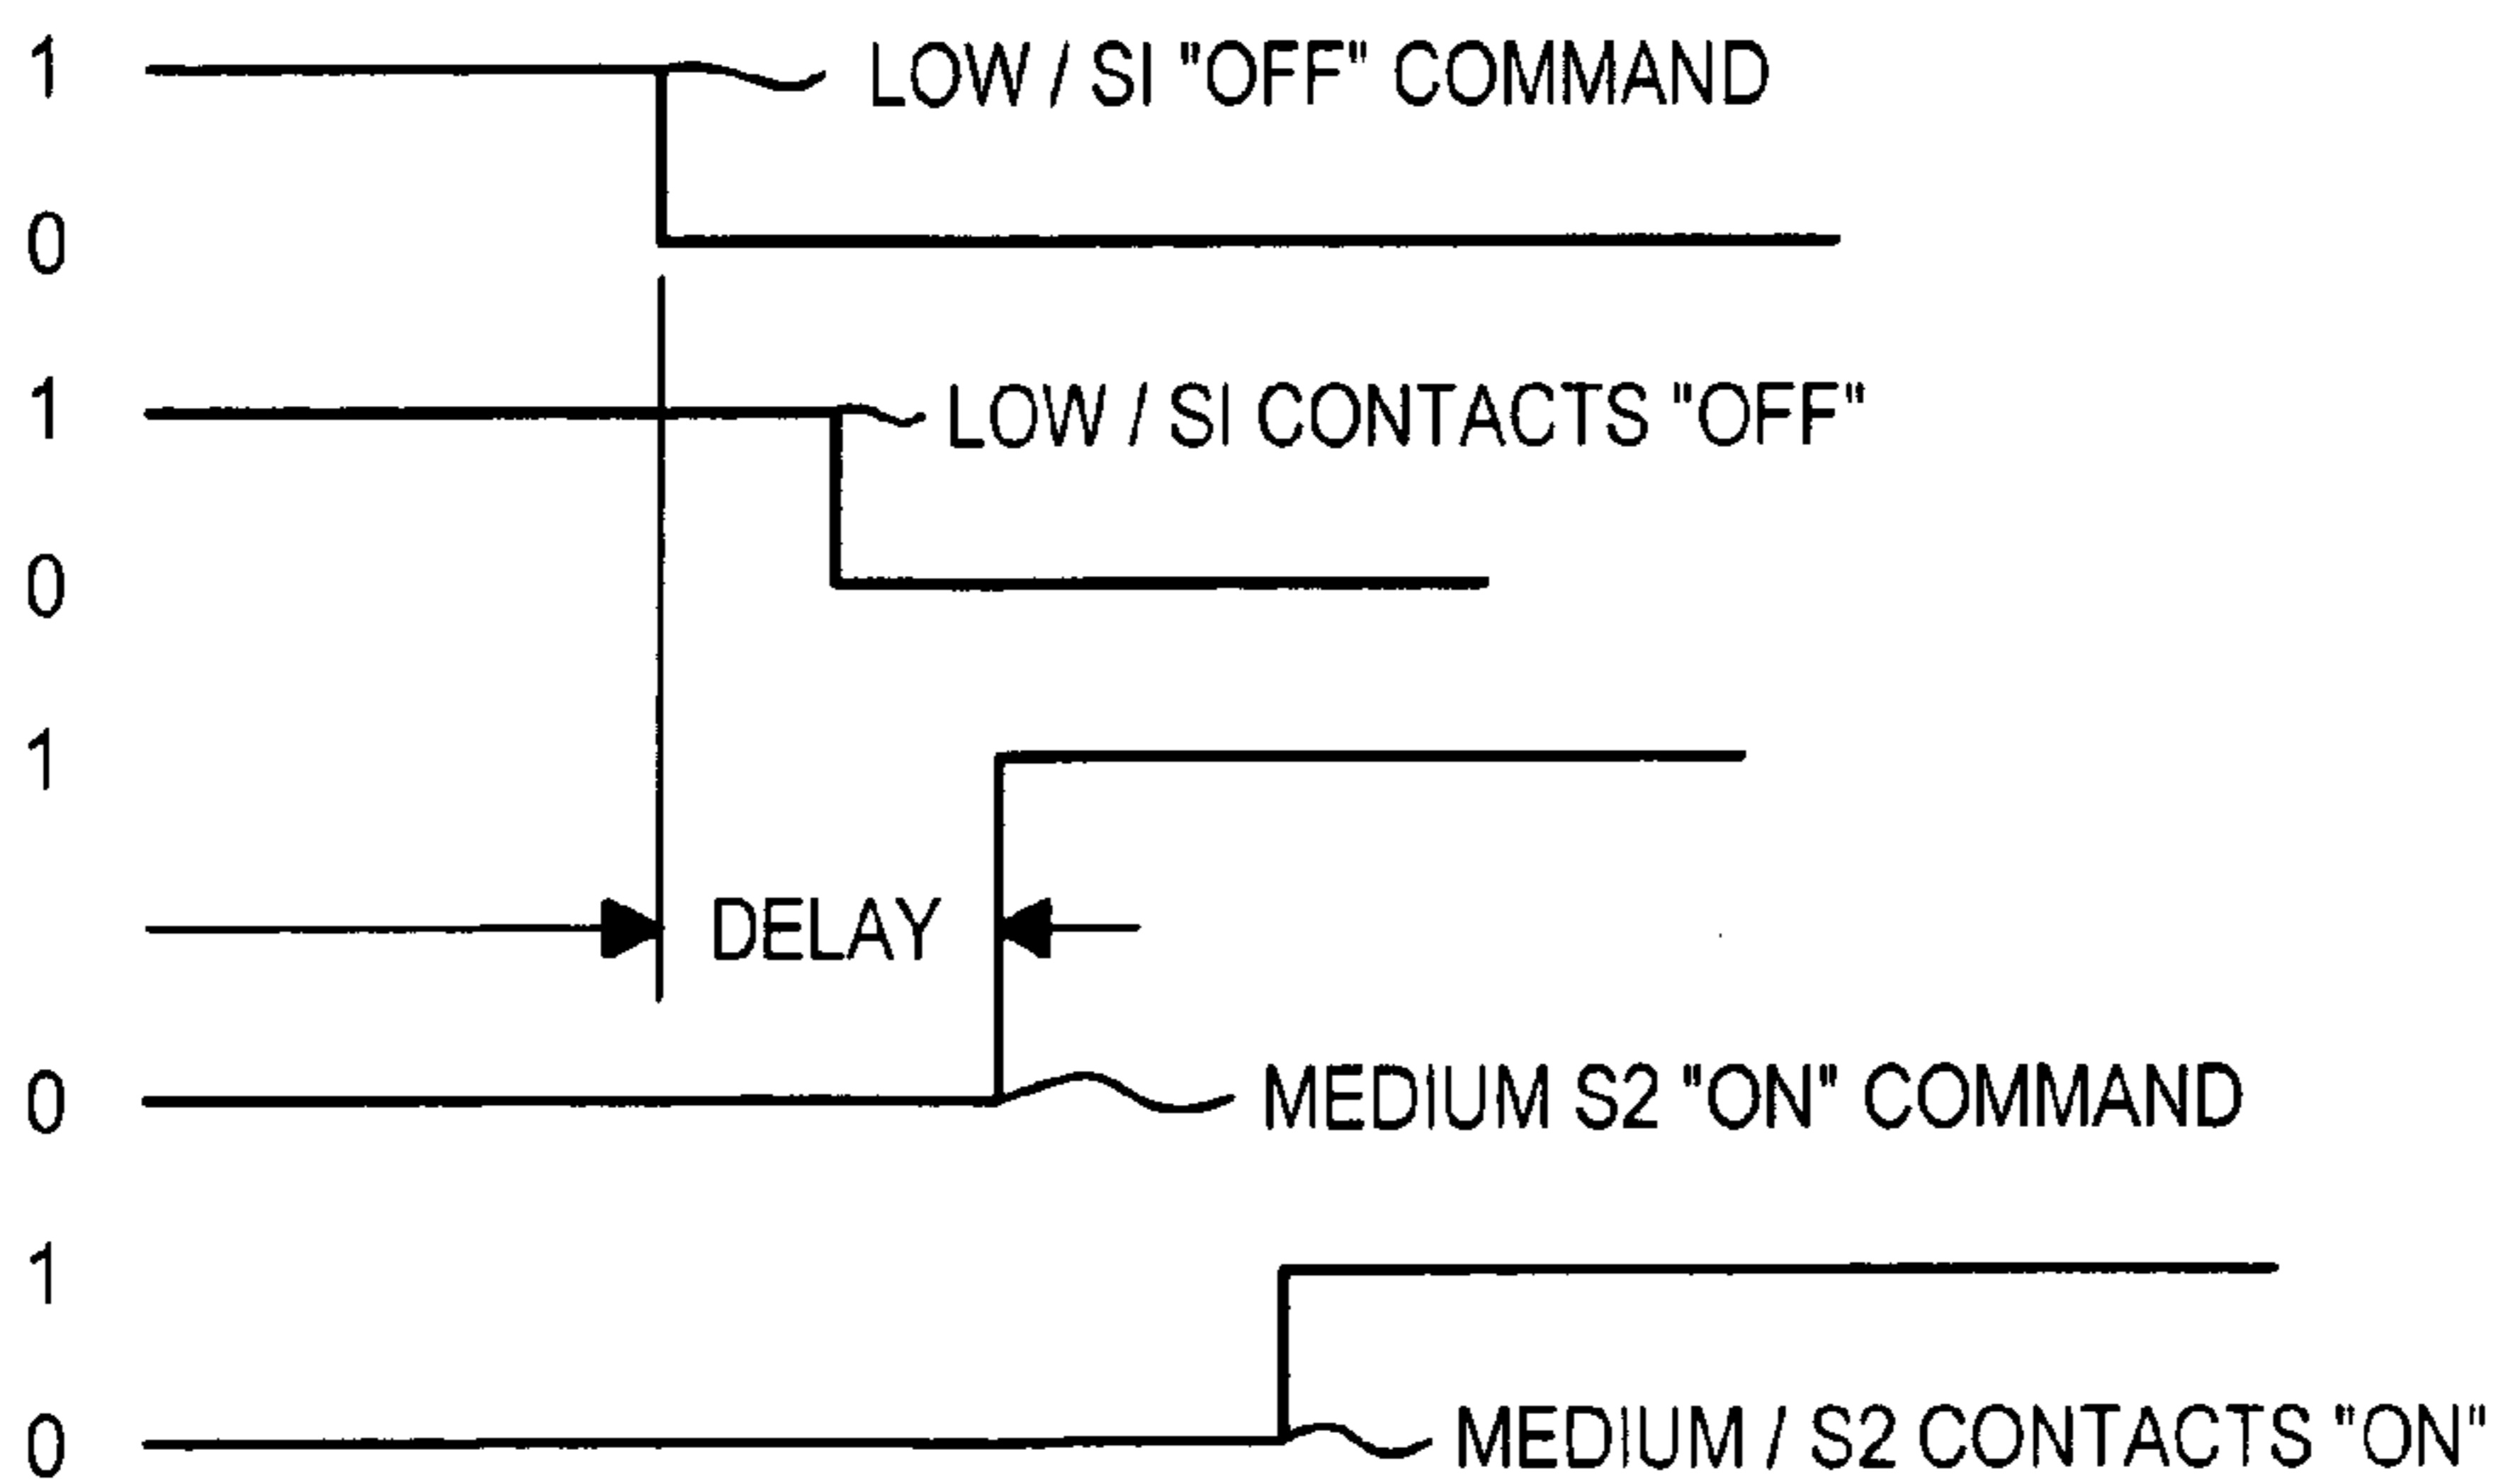 1 LOW / SI "OFF" COMMAND
0
1 LOW / SI CONTACTS "OFF"
0
1
DELAY
0 MEDIUM S2 "ON" COMMAND
1
0 MEDIUM / S2 CONTACTS "ON"